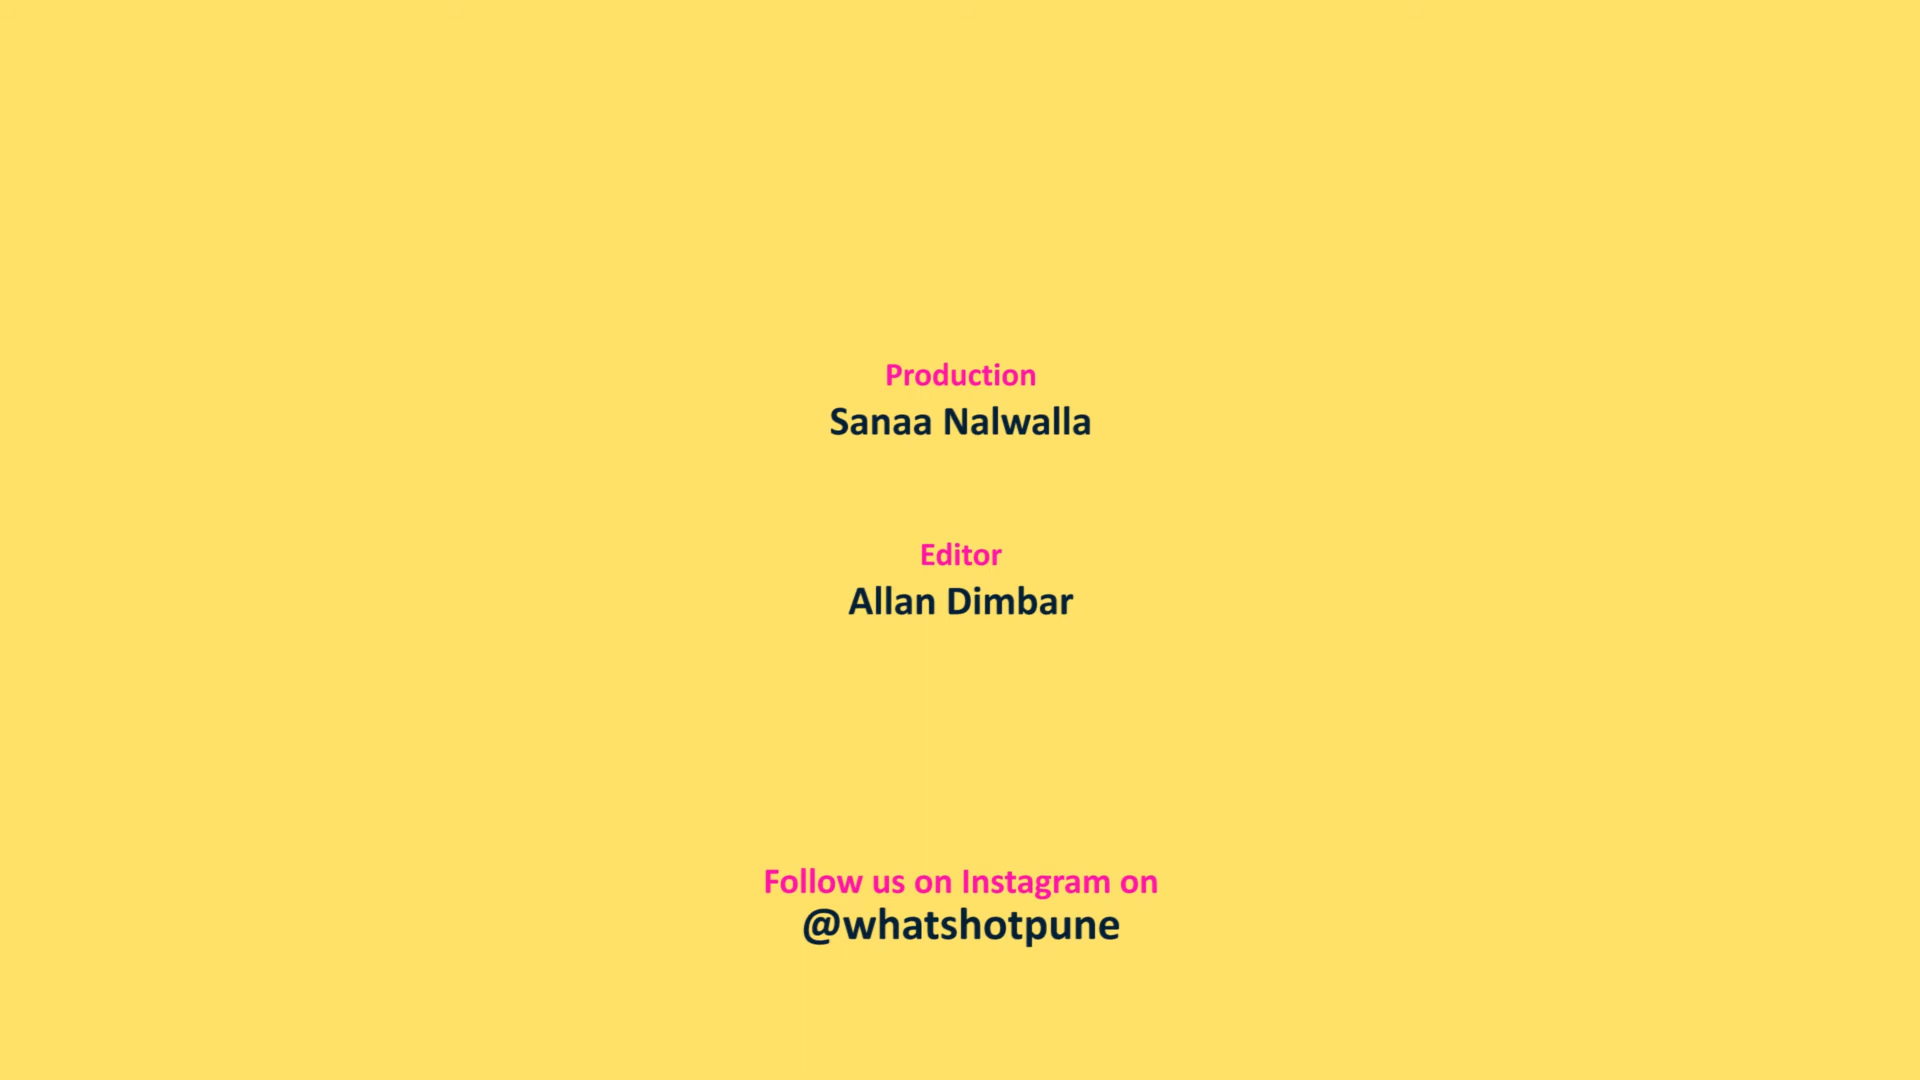 Production
Sanaa Nalwalla
Editor
Allan Dimbar
Follow us on Instagram on
@whatshotpune